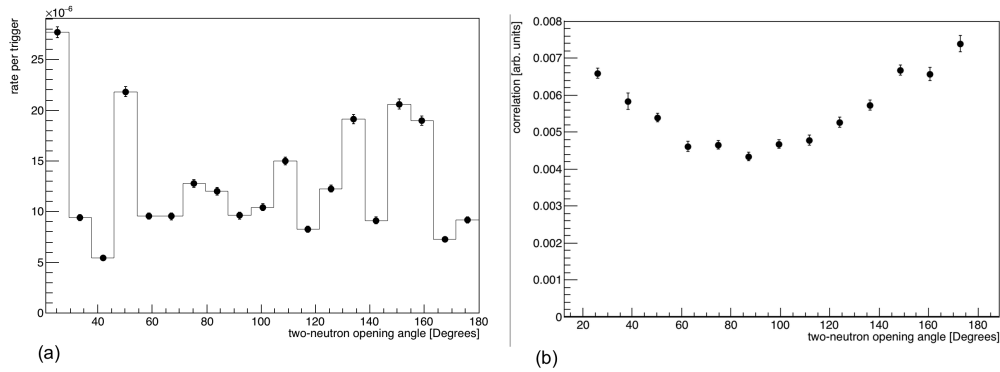 ×10⁻⁶
rate per trigger
25
20
15
10
5
0
40 60 80 100 120 140 160 180
two-neutron opening angle [Degrees]
(a)
correlation [arb. units]
0.008
0.007
0.006
0.005
0.004
0.003
0.002
0.001
0
20 40 60 80 100 120 140 160 180
two-neutron opening angle [Degrees]
(b)